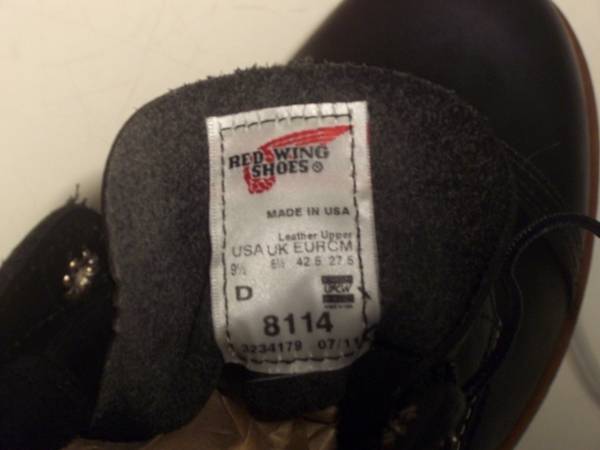 RED WING
SHOES®
MADE IN USA
Leather Upper
USA UK EUR CM
9½ 8½ 42.5 27.5
D
UFCW
8114
3234179 07/11